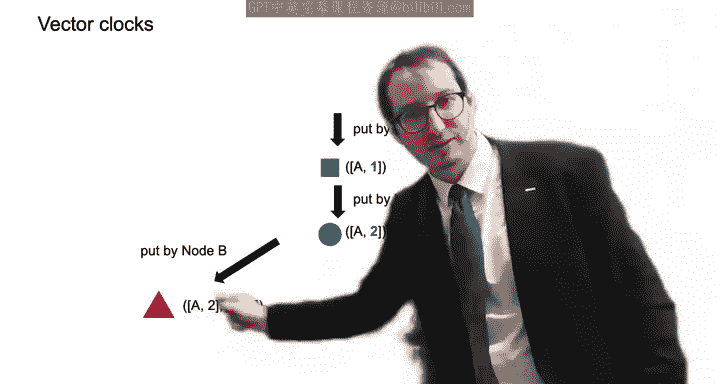 Vector clocks
put by
([A, 1])
put by
([A, 2])
put by Node B
([A, 2],